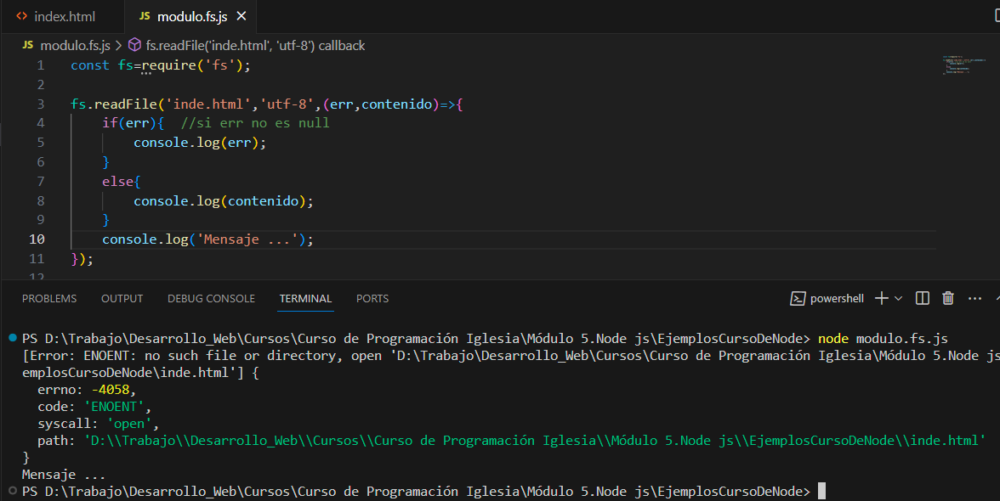 <> index.html JS modulo.fs.js ×
JS modulo.fs.js > fs.readFile('inde.html', 'utf-8') callback
1 const fs=require('fs');
2
3 fs.readFile('inde.html','utf-8',(err,contenido)=>{
4 if(err){ //si err no es null
5 console.log(err);
6 }
7 else{
8 console.log(contenido);
9 }
10 console.log('Mensaje ...');
11 });
12
PROBLEMS OUTPUT DEBUG CONSOLE TERMINAL PORTS powershell
PS D:\Trabajo\Desarrollo_Web\Cursos\Curso de Programación Iglesia\Módulo 5.Node js\EjemplosCursoDeNode> node modulo.fs.js
[Error: ENOENT: no such file or directory, open 'D:\Trabajo\Desarrollo_Web\Cursos\Curso de Programación Iglesia\Módulo 5.Node js
emplosCursoDeNode\inde.html'] {
errno: -4058,
code: 'ENOENT',
syscall: 'open',
path: 'D:\\Trabajo\\Desarrollo_Web\\Cursos\\Curso de Programación Iglesia\\Módulo 5.Node js\\EjemplosCursoDeNode\\inde.html'
}
Mensaje ...
PS D:\Trabajo\Desarrollo_Web\Cursos\Curso de Programación Iglesia\Módulo 5.Node js\EjemplosCursoDeNode>